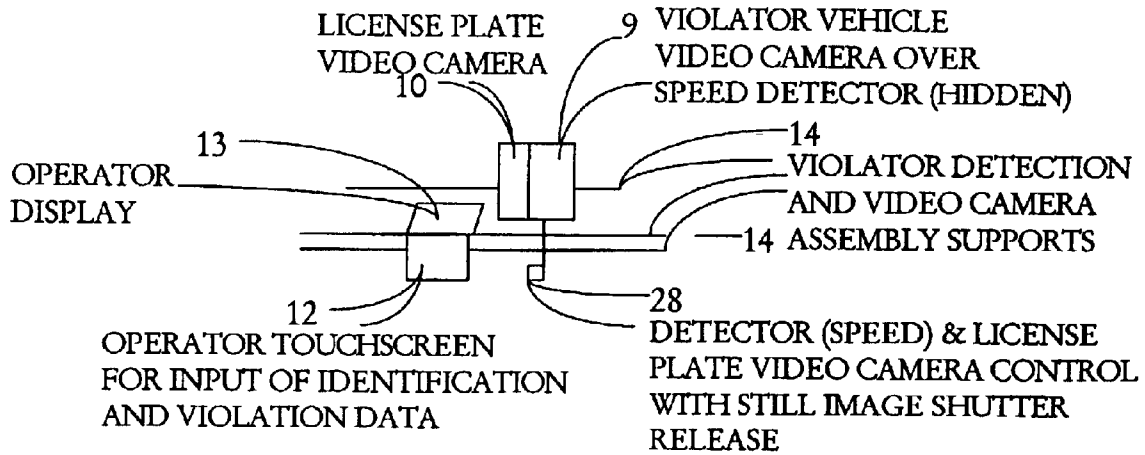 LICENSE PLATE
VIDEO CAMERA
10
9 VIOLATOR VEHICLE
VIDEO CAMERA OVER
SPEED DETECTOR (HIDDEN)
13
OPERATOR
DISPLAY
14
VIOLATOR DETECTION
AND VIDEO CAMERA
14 ASSEMBLY SUPPORTS
12
OPERATOR TOUCHSCREEN
FOR INPUT OF IDENTIFICATION
AND VIOLATION DATA
28
DETECTOR (SPEED) & LICENSE
PLATE VIDEO CAMERA CONTROL
WITH STILL IMAGE SHUTTER
RELEASE